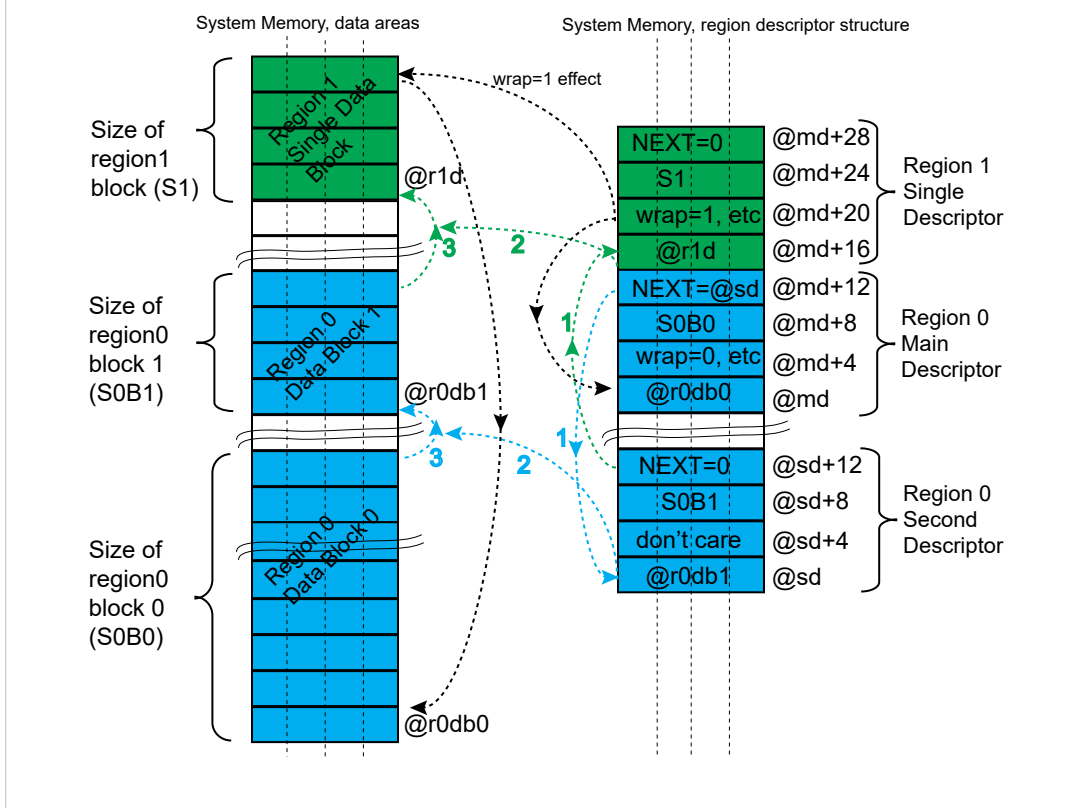 System Memory, data areas
System Memory, region descriptor structure
wrap=1 effect
Size of
region1
block (S1)
Region 1
Single Data
Block
@r1d
NEXT=0
@md+28
S1
@md+24
wrap=1, etc
@md+20
@r1d
@md+16
Region 1
Single
Descriptor
3
2
1
Size of
region0
block 1
(S0B1)
Region 0
Data Block 1
@r0db1
NEXT=@sd
@md+12
S0B0
@md+8
wrap=0, etc
@md+4
@r0db0
@md
Region 0
Main
Descriptor
3
2
1
Size of
region0
block 0
(S0B0)
Region 0
Data Block 0
@r0db0
NEXT=0
@sd+12
S0B1
@sd+8
don't care
@sd+4
@r0db1
@sd
Region 0
Second
Descriptor